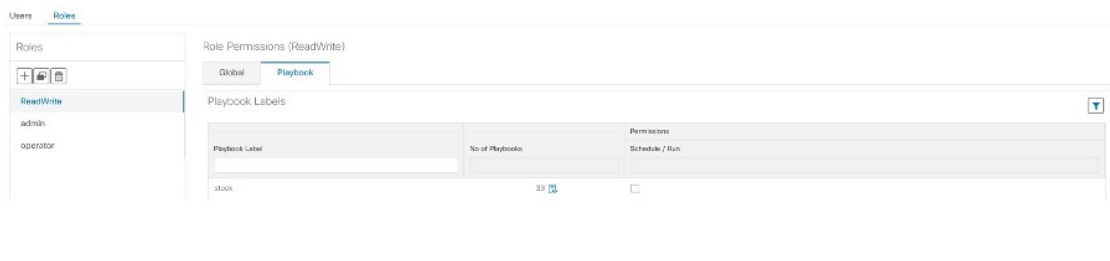 Users Roles
Roles
ReadWrite
admin
operator
Role Permissions (ReadWrite)
Global Playbook
Playbook Labels
Permissions
Playbook Label No of Playbooks Schedule / Run
stock 33